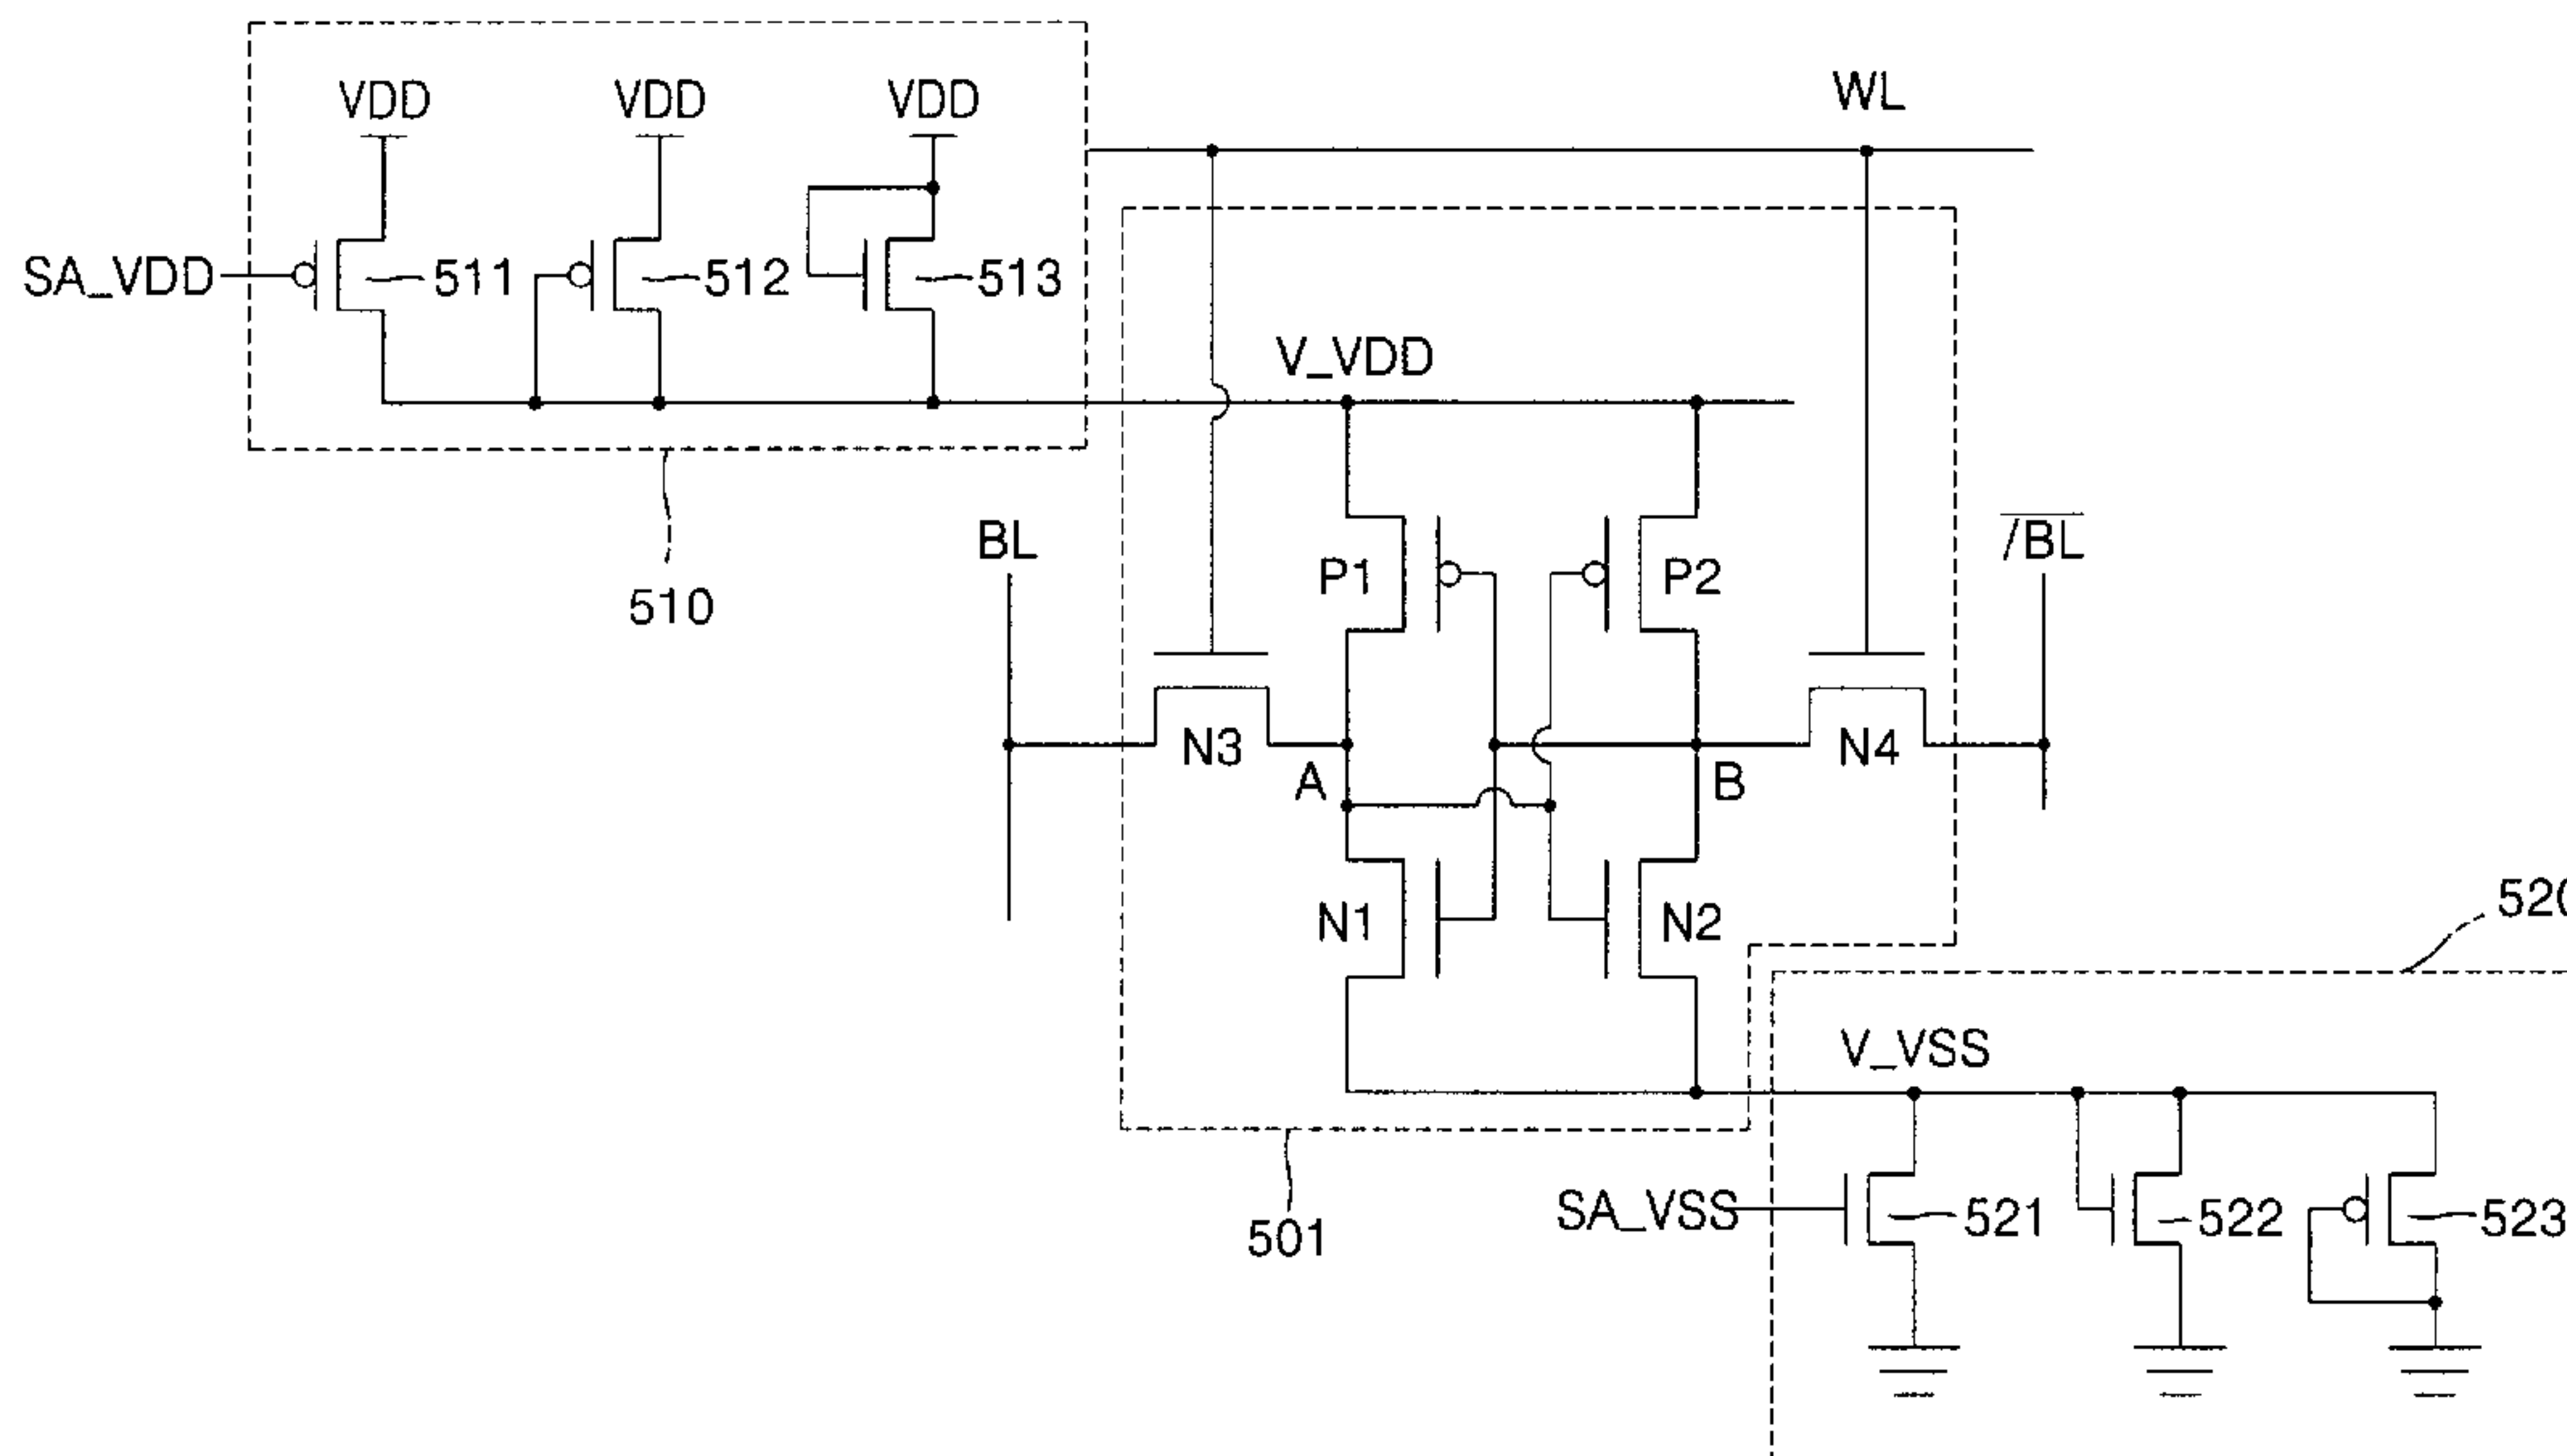 VDD VDD VDD
WL
SA_VDD 511 512 513
V_VDD
BL /BL
P1 P2
510
N3 N4
A B
N1 N2
V_VSS
SA_VSS 521 522 523
501